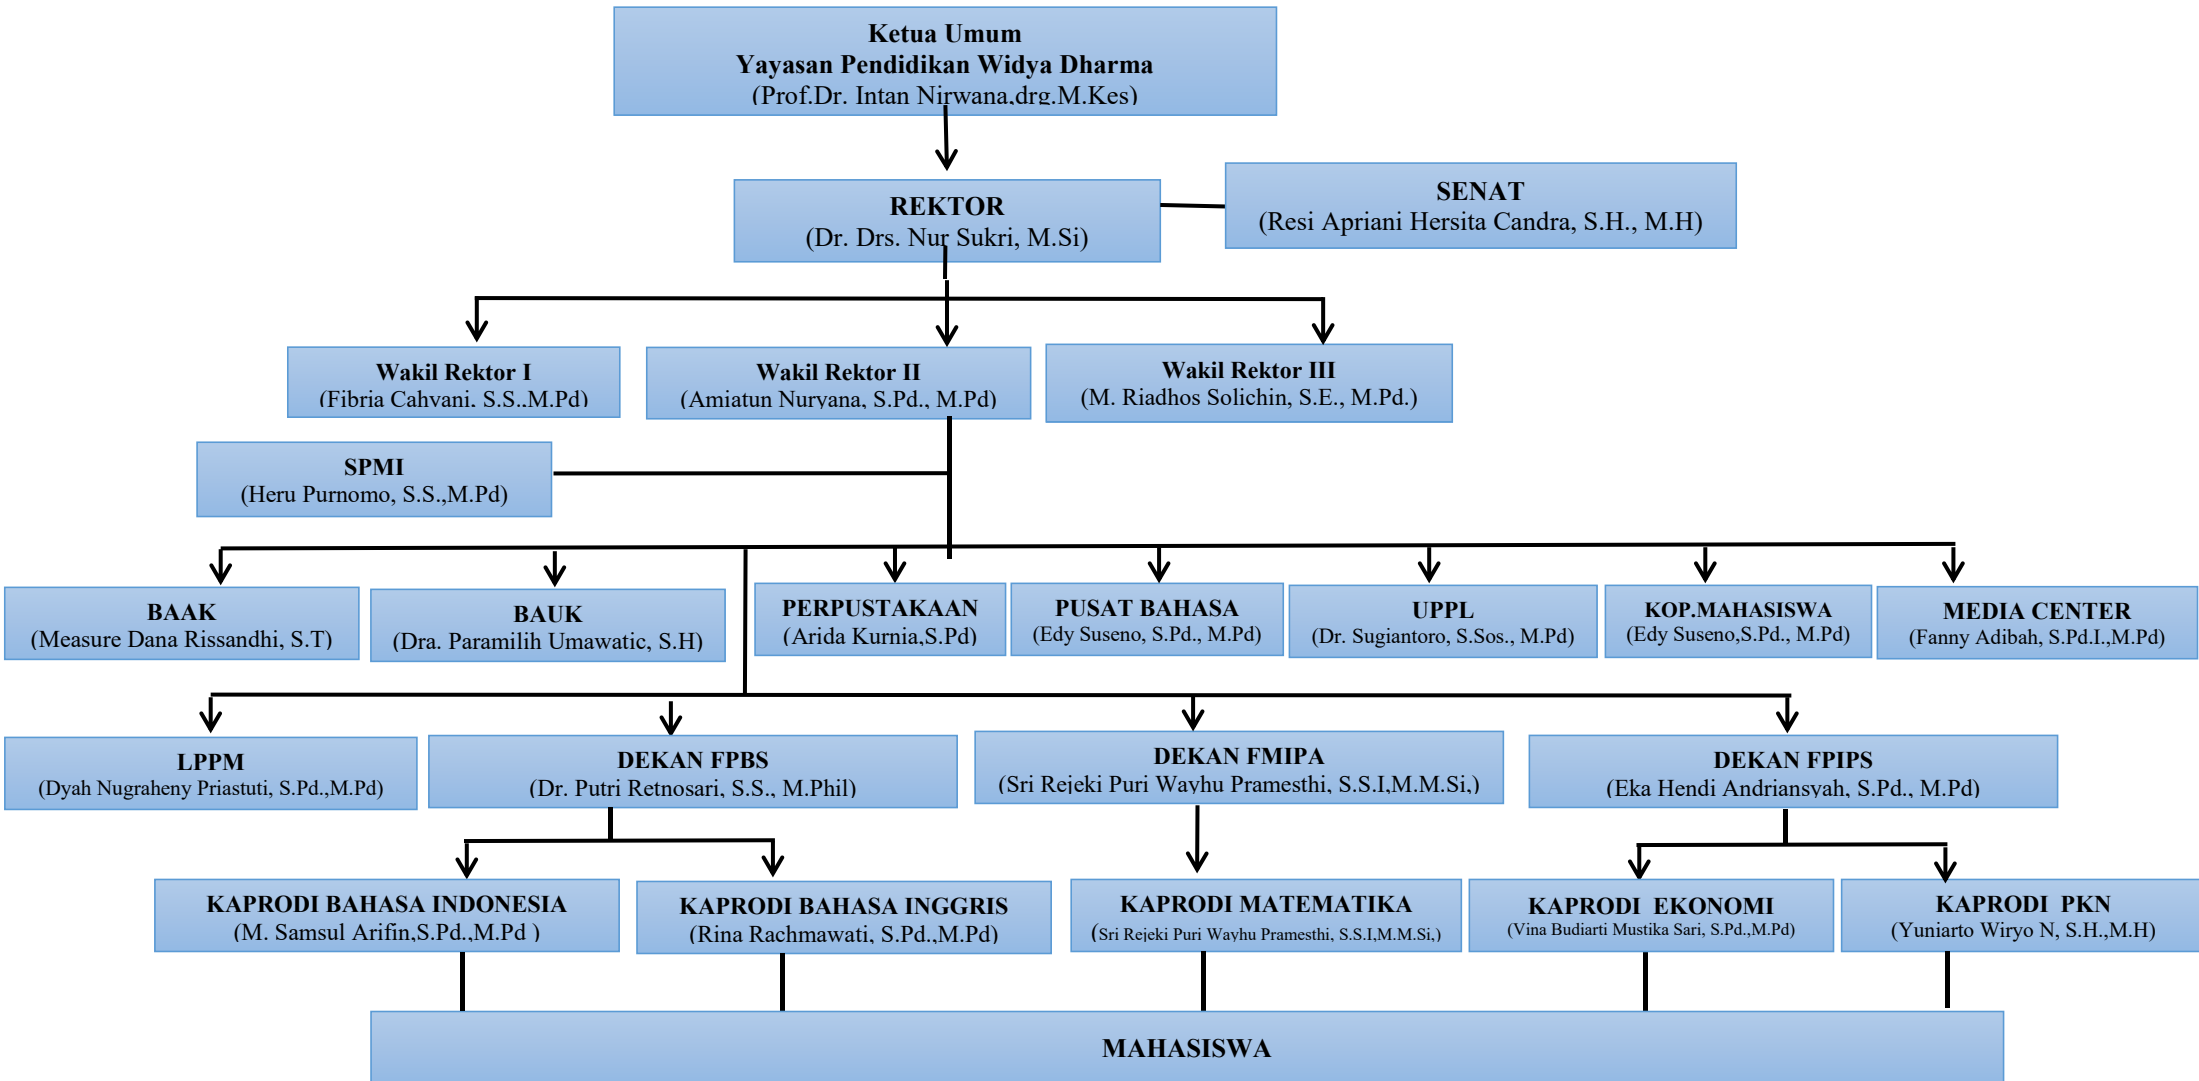 Ketua Umum
Yayasan Pendidikan Widya Dharma
(Prof.Dr. Intan Nirwana,drg.M.Kes)
REKTOR
(Dr. Drs. Nur Sukri, M.Si)
SENAT
(Resi Apriani Hersita Candra, S.H., M.H)
Wakil Rektor I
(Fibria Cahyani, S.S.,M.Pd)
Wakil Rektor II
(Amiatun Nuryana, S.Pd., M.Pd)
Wakil Rektor III
(M. Riadhos Solichin, S.E., M.Pd.)
SPMI
(Heru Purnomo, S.S.,M.Pd)
BAAK
(Measure Dana Rissandhi, S.T)
BAUK
(Dra. Paramilih Umawatic, S.H)
PERPUSTAKAAN
(Arida Kurnia,S.Pd)
PUSAT BAHASA
(Edy Suseno, S.Pd., M.Pd)
UPPL
(Dr. Sugiantoro, S.Sos., M.Pd)
KOP.MAHASISWA
(Edy Suseno,S.Pd., M.Pd)
MEDIA CENTER
(Fanny Adibah, S.Pd.I.,M.Pd)
LPPM
(Dyah Nugraheny Priastuti, S.Pd.,M.Pd)
DEKAN FPBS
(Dr. Putri Retnosari, S.S., M.Phil)
DEKAN FMIPA
(Sri Rejeki Puri Wayhu Pramesthi, S.S.I,M.M.Si,)
DEKAN FPIPS
(Eka Hendi Andriansyah, S.Pd., M.Pd)
KAPRODI BAHASA INDONESIA
(M. Samsul Arifin,S.Pd.,M.Pd )
KAPRODI BAHASA INGGRIS
(Rina Rachmawati, S.Pd.,M.Pd)
KAPRODI MATEMATIKA
(Sri Rejeki Puri Wayhu Pramesthi, S.S.I,M.M.Si,)
KAPRODI  EKONOMI
(Vina Budiarti Mustika Sari, S.Pd.,M.Pd)
KAPRODI  PKN
(Yuniarto Wiryo N, S.H.,M.H)
MAHASISWA